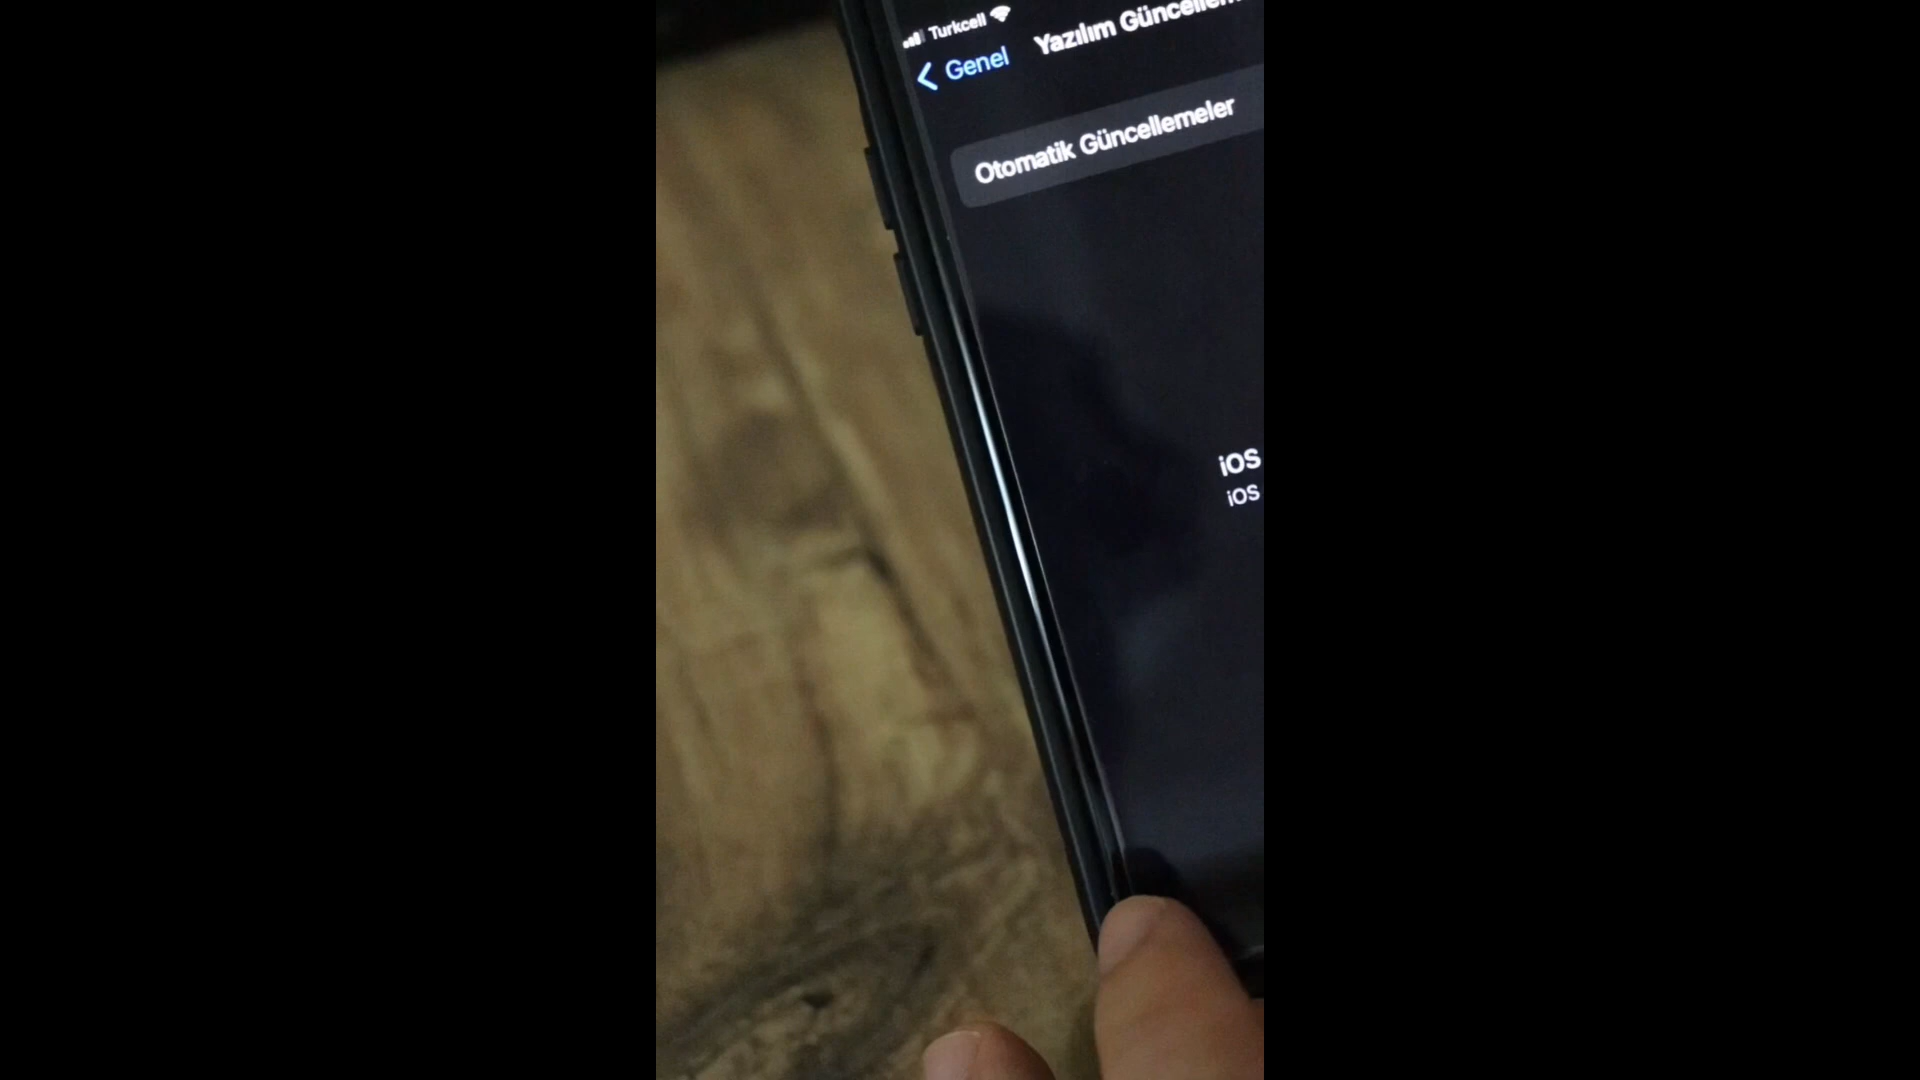 Turkcell
Genel
Yazılım
Otomatik Güncellemeler
iOS
iOS